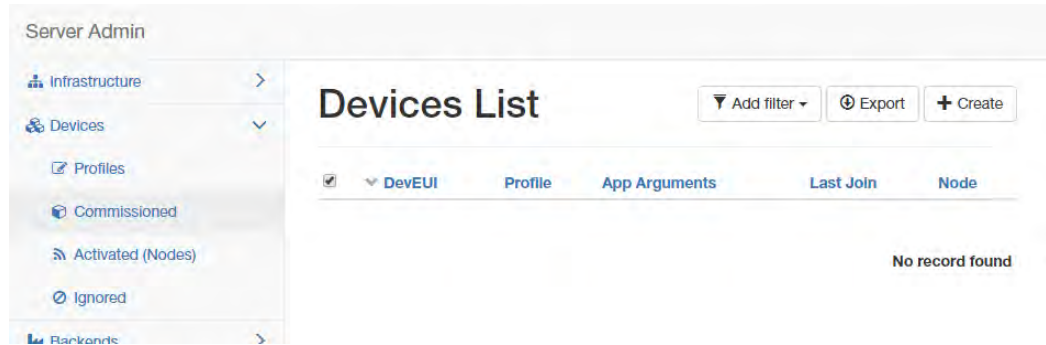 Server Admin
Infrastructure
Devices
Profiles
Commissioned
Activated (Nodes)
Ignored
Backends
Devices List
Add filter
Export
Create
DevEUI Profile App Arguments Last Join Node
No record found